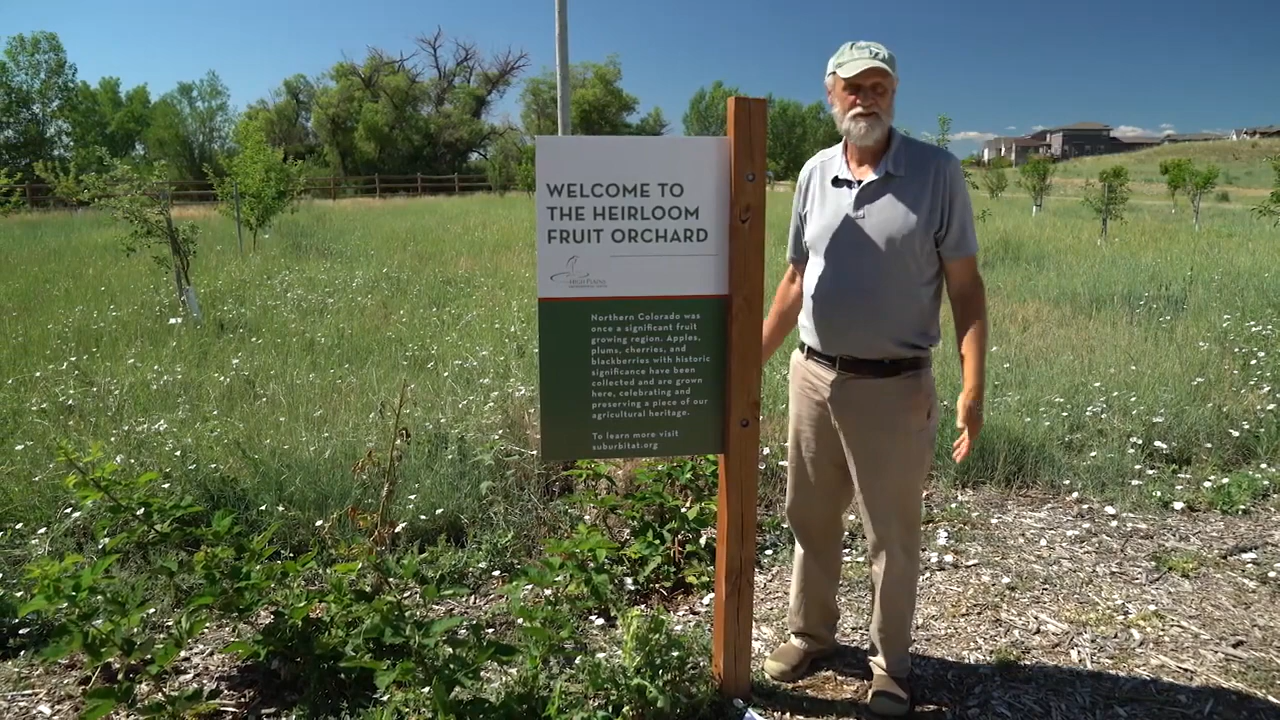 WELCOME TO
THE HEIRLOOM
FRUIT ORCHARD
HIGH PLAINS
Northern Colorado was
once a significant fruit
growing region. Apples,
plums, cherries, and
blackberries with historic
significance have been
collected and are grown
here, celebrating and
preserving a piece of our
agricultural heritage.
To learn more visit
suburbitat.org